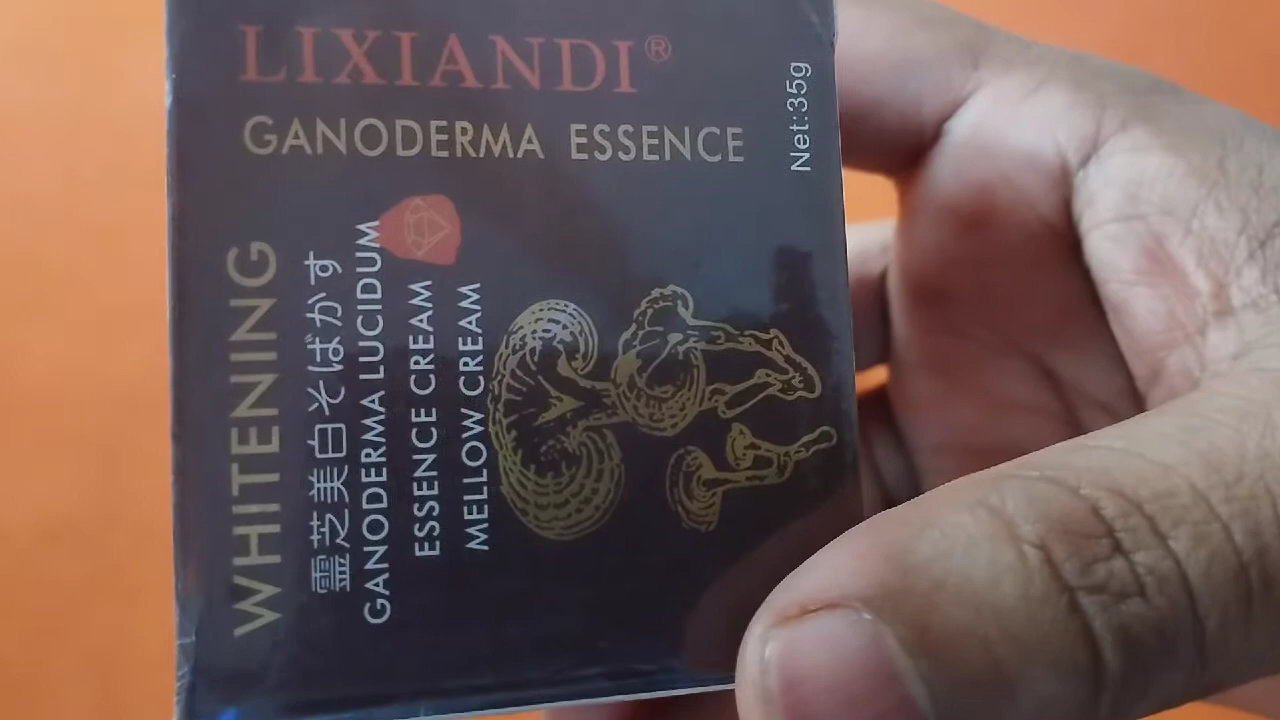 LIXIANDI®
GANODERMA ESSENCE
Net:35g
WHITENING
霊芝美白そばかす
GANODERMA LUCIDUM
ESSENCE CREAM
MELLOW CREAM